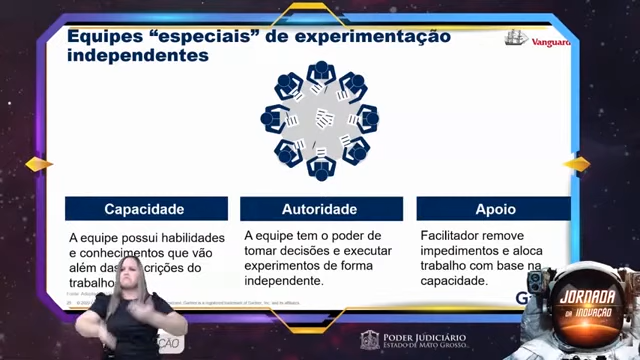 Equipes “especiais” de experimentação
independentes
Vanguard
Capacidade
Autoridade
Apoio
A equipe possui habilidades
e conhecimentos que vão
além das crições do
trabalho
A equipe tem o poder de
tomar decisões e executar
experimentos de forma
independente.
Facilitador remove
impedimentos e aloca
trabalho com base na
capacidade.
JORNADA
DA INOVAÇÃO
PODER JUDICIÁRIO
ESTADO DE MATO GROSSO